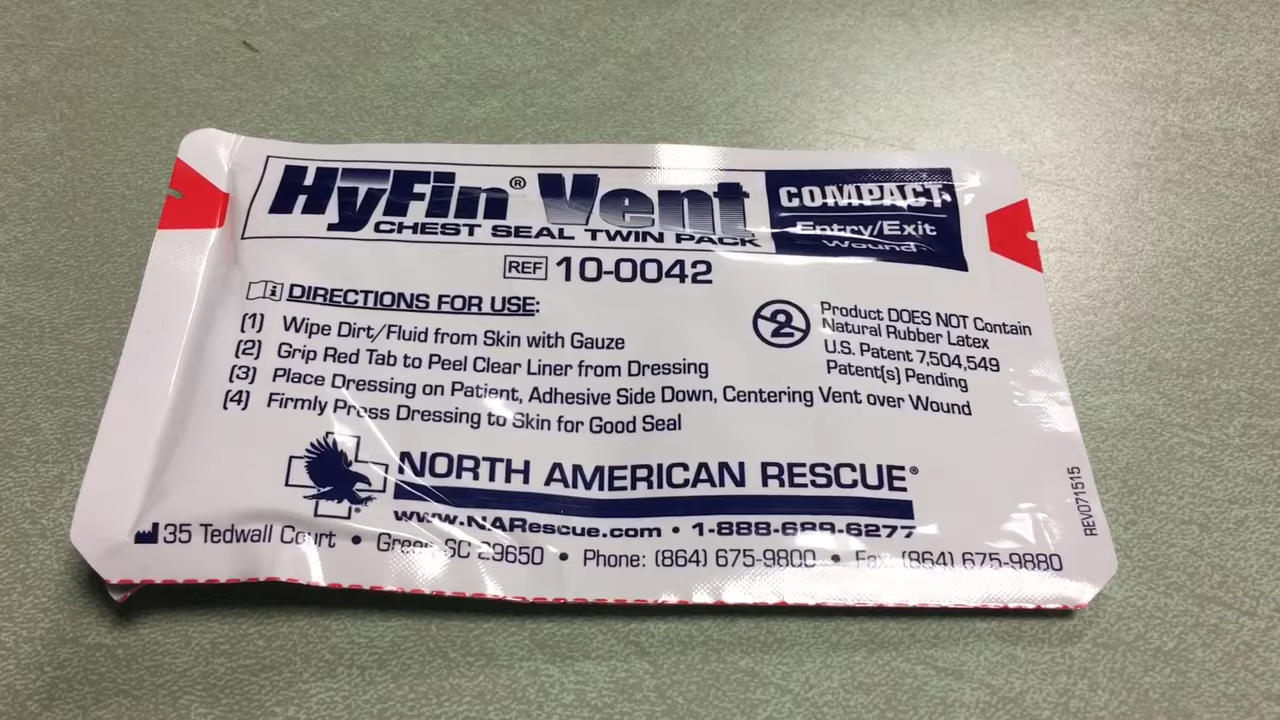 HyFin® Vent
CHEST SEAL TWIN PACK
COMPACT
Entry/Exit
Wound
REF 10-0042
DIRECTIONS FOR USE:
(1) Wipe Dirt/Fluid from Skin with Gauze
(2) Grip Red Tab to Peel Clear Liner from Dressing
(3) Place Dressing on Patient, Adhesive Side Down, Centering Vent over Wound
(4) Firmly Press Dressing to Skin for Good Seal
2
Product DOES NOT Contain
Natural Rubber Latex
U.S. Patent 7,504,549
Patent(s) Pending
NORTH AMERICAN RESCUE®
www.NARescue.com • 1-888-689-6277
35 Tedwall Court • Greer, SC 29650 • Phone: (864) 675-9800 • Fax: (864) 675-9880
REV071515